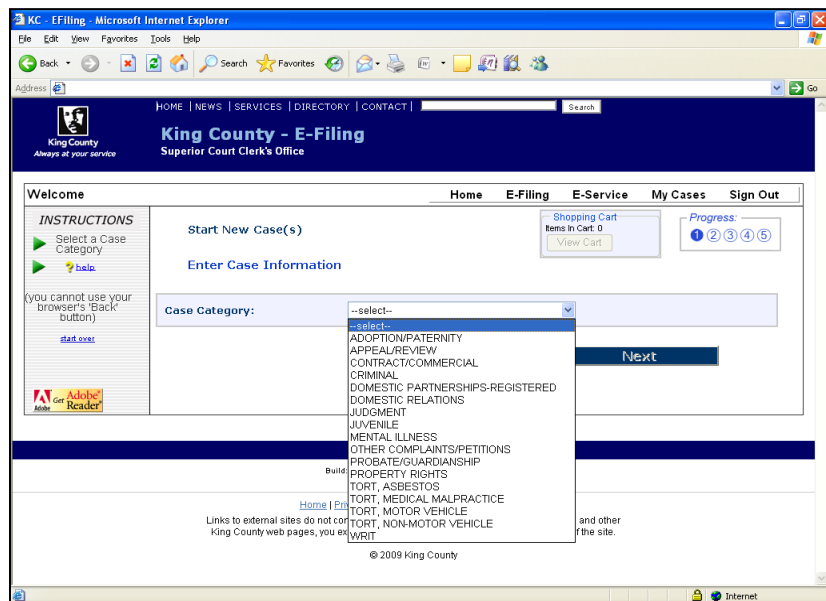 KC - EFiling - Microsoft Internet Explorer
File Edit View Favorites Tools Help
Back Search Favorites
Address Go
HOME | NEWS | SERVICES | DIRECTORY | CONTACT | Search
King County
Always at your service
King County - E-Filing
Superior Court Clerk's Office
Welcome Home E-Filing E-Service My Cases Sign Out
INSTRUCTIONS
Select a Case
Category
help
(you cannot use your
browser's 'Back'
button)
start over
Get Adobe®
Reader®
Adobe
Start New Case(s)
Enter Case Information
Shopping Cart
Items In Cart: 0
View Cart
Progress:
1 2 3 4 5
Case Category: --select--
--select--
ADOPTION/PATERNITY
APPEAL/REVIEW
CONTRACT/COMMERCIAL
CRIMINAL
DOMESTIC PARTNERSHIPS-REGISTERED
DOMESTIC RELATIONS
JUDGMENT
JUVENILE
MENTAL ILLNESS
OTHER COMPLAINTS/PETITIONS
PROBATE/GUARDIANSHIP
PROPERTY RIGHTS
TORT, ASBESTOS
TORT, MEDICAL MALPRACTICE
TORT, MOTOR VEHICLE
TORT, NON-MOTOR VEHICLE
WRIT
Next
Build:
Home | Pri
Links to external sites do not cor and other
King County web pages, you ex f the site.
© 2009 King County
Internet